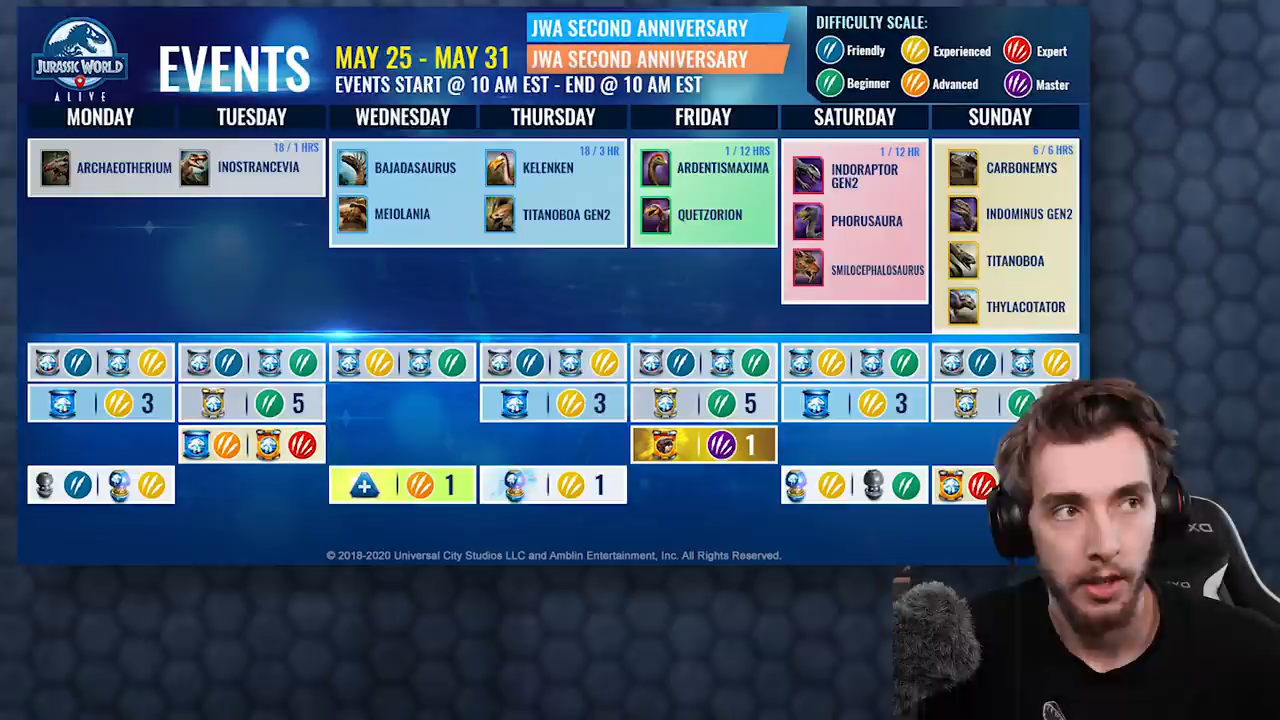 JURASSIC WORLD
ALIVE
EVENTS
MAY 25 - MAY 31
JWA SECOND ANNIVERSARY
JWA SECOND ANNIVERSARY
EVENTS START @ 10 AM EST - END @ 10 AM EST
DIFFICULTY SCALE:
Friendly
Experienced
Expert
Beginner
Advanced
Master
MONDAY
TUESDAY
WEDNESDAY
THURSDAY
FRIDAY
SATURDAY
SUNDAY
18 / 1 HRS
ARCHAEOTHERIUM
INOSTRANCEVIA
18 / 3 HR
BAJADASAURUS
KELENKEN
MEIOLANIA
TITANOBOA GEN2
1 / 12 HRS
ARDENTISMAXIMA
QUETZORION
1 / 12 HR
INDORAPTOR
GEN2
PHORUSAURA
SMILOCEPHALOSAURUS
6 / 6 HRS
CARBONEMYS
INDOMINUS GEN2
TITANOBOA
THYLACOTATOR
3
5
3
5
3
1
1
1
© 2018-2020 Universal City Studios LLC and Amblin Entertainment, Inc. All Rights Reserved.